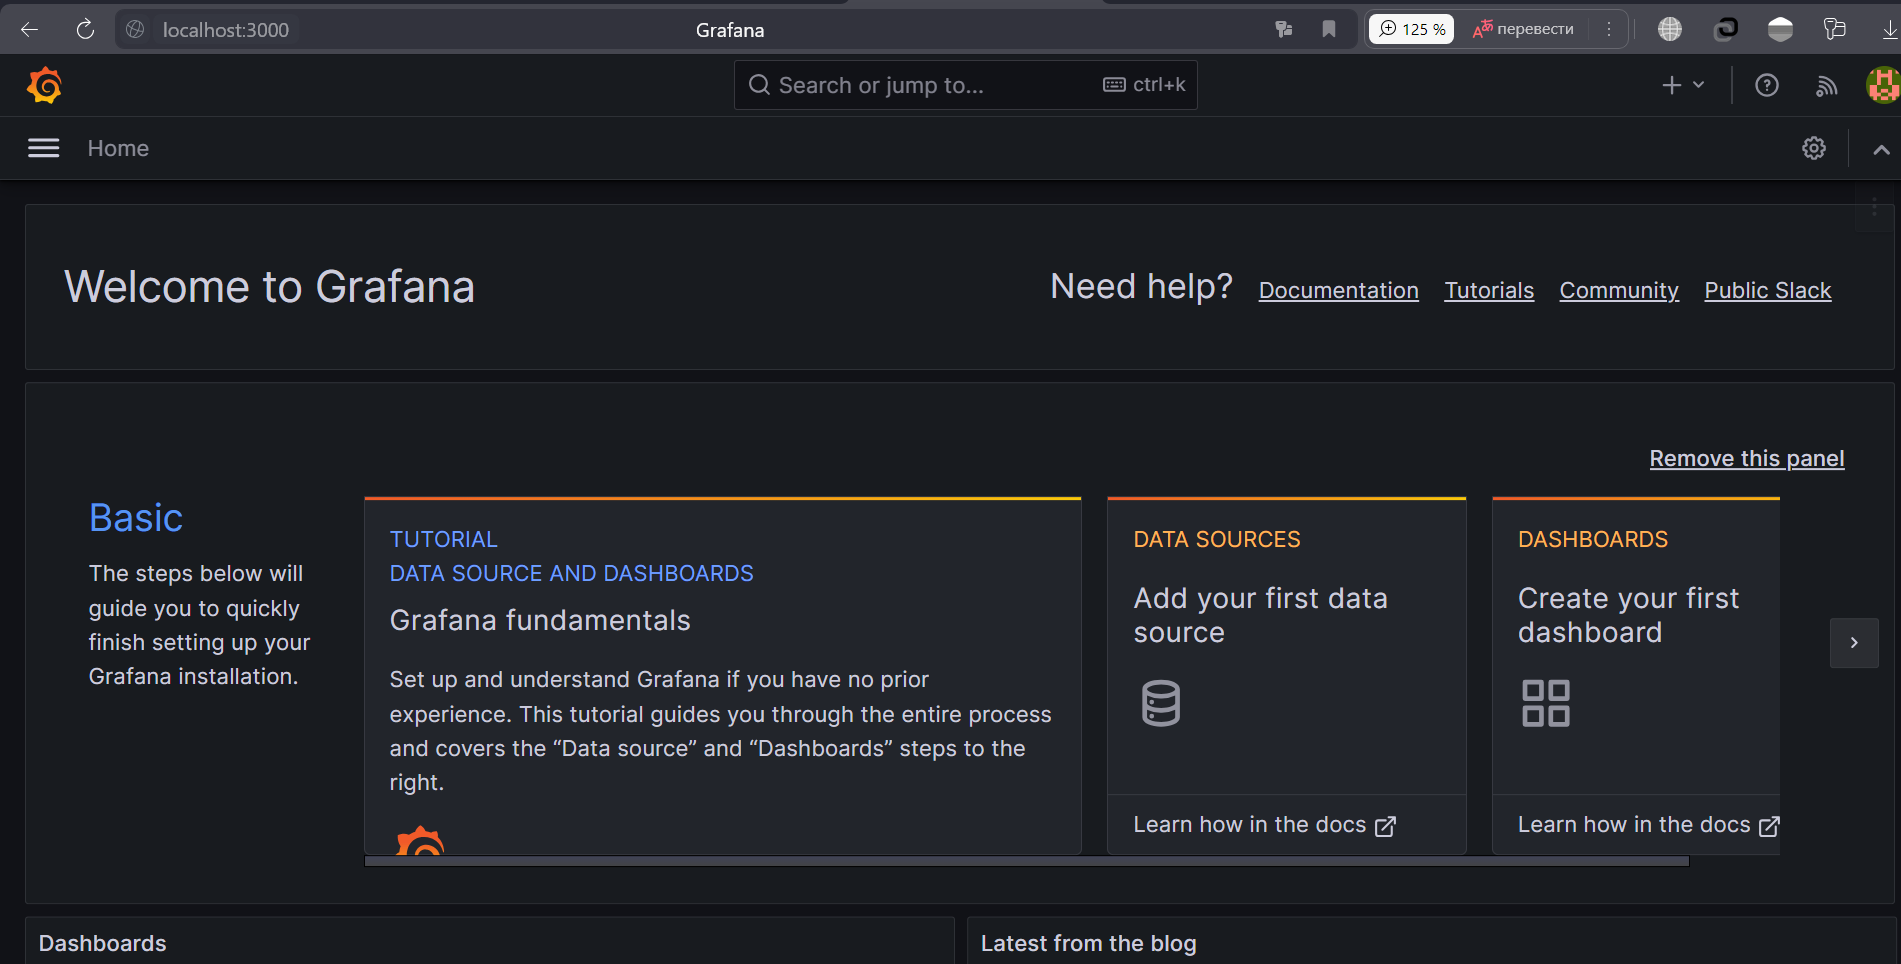 localhost:3000
Grafana
125 %
перевести
Search or jump to...
ctrl+k
Home
Welcome to Grafana
Need help?
Documentation
Tutorials
Community
Public Slack
Remove this panel
Basic
The steps below will
guide you to quickly
finish setting up your
Grafana installation.
TUTORIAL
DATA SOURCE AND DASHBOARDS
Grafana fundamentals
Set up and understand Grafana if you have no prior
experience. This tutorial guides you through the entire process
and covers the “Data source” and “Dashboards” steps to the
right.
DATA SOURCES
Add your first data
source
Learn how in the docs
DASHBOARDS
Create your first
dashboard
Learn how in the docs
Dashboards
Latest from the blog